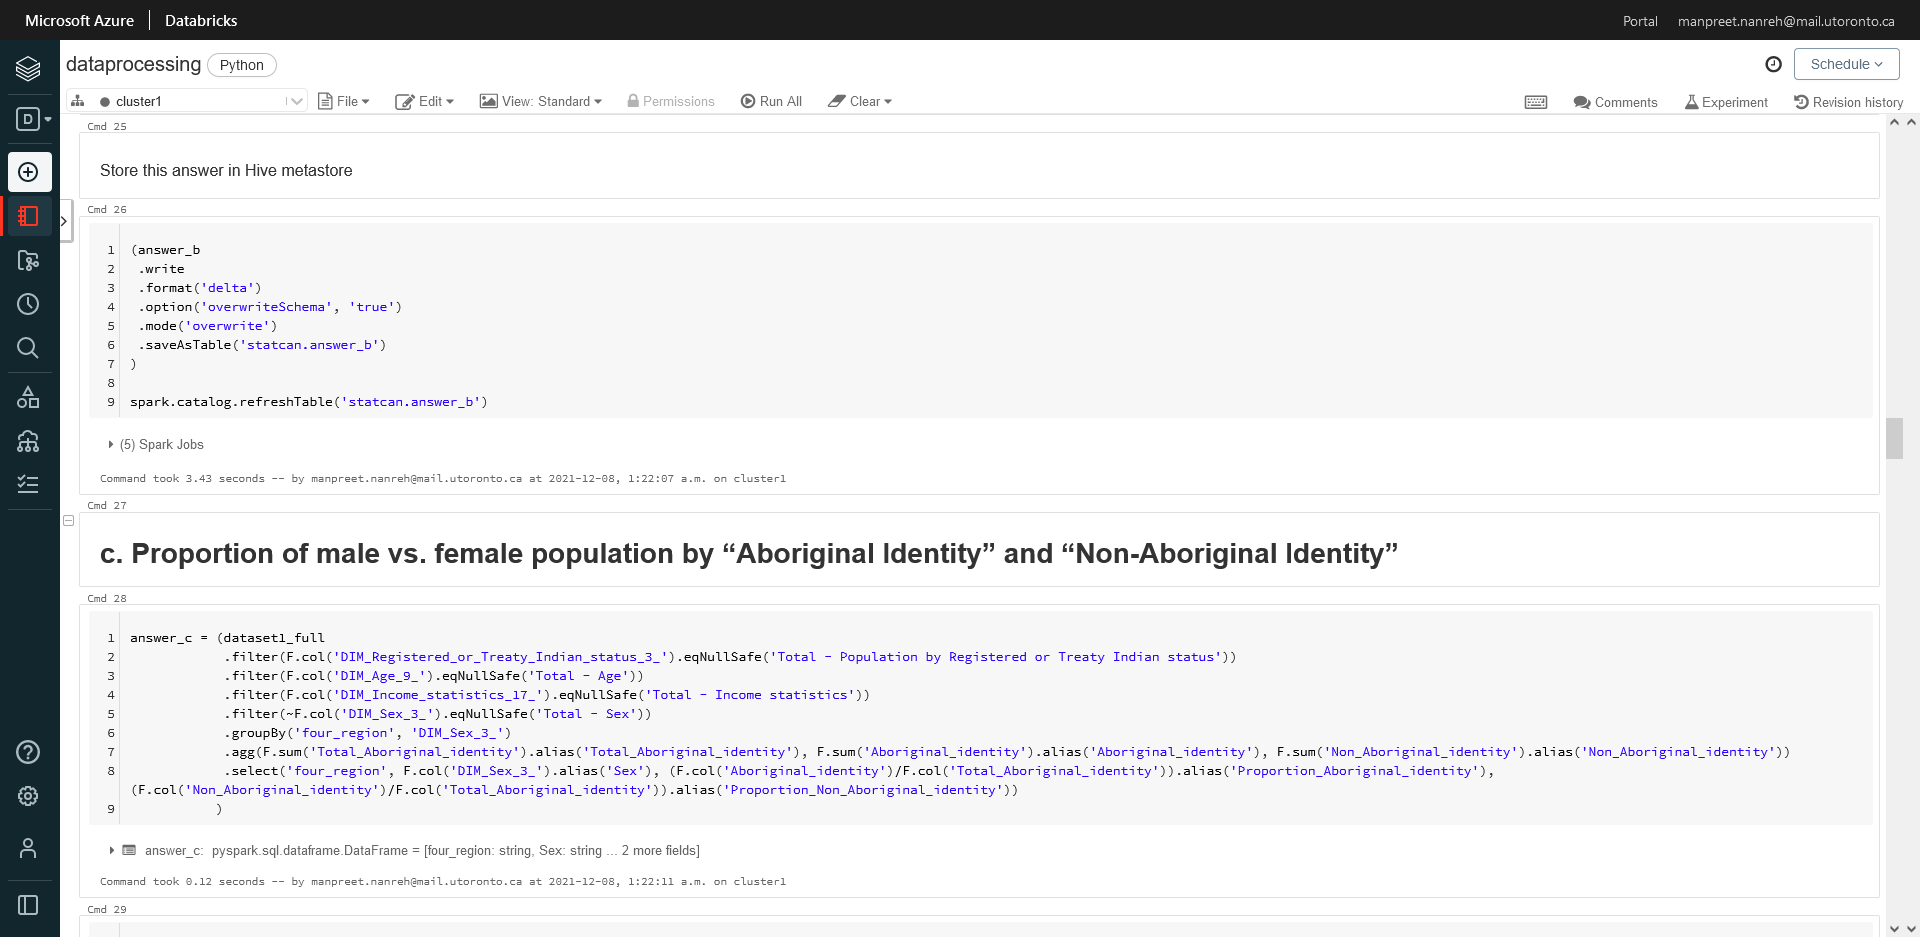 Microsoft Azure Databricks Portal manpreet.nanreh@mail.utoronto.ca
dataprocessing Python Schedule
cluster1 File Edit View: Standard Permissions Run All Clear Comments Experiment Revision history
D
Cmd 25
Store this answer in Hive metastore
Cmd 26
1 (answer_b
2 .write
3 .format('delta')
4 .option('overwriteSchema', 'true')
5 .mode('overwrite')
6 .saveAsTable('statcan.answer_b')
7 )
8
9 spark.catalog.refreshTable('statcan.answer_b')
(5) Spark Jobs
Command took 3.43 seconds -- by manpreet.nanreh@mail.utoronto.ca at 2021-12-08, 1:22:07 a.m. on cluster1
Cmd 27
c. Proportion of male vs. female population by “Aboriginal Identity” and “Non-Aboriginal Identity”
Cmd 28
1 answer_c = (dataset1_full
2 .filter(F.col('DIM_Registered_or_Treaty_Indian_status_3_').eqNullSafe('Total - Population by Registered or Treaty Indian status'))
3 .filter(F.col('DIM_Age_9_').eqNullSafe('Total - Age'))
4 .filter(F.col('DIM_Income_statistics_17_').eqNullSafe('Total - Income statistics'))
5 .filter(~F.col('DIM_Sex_3_').eqNullSafe('Total - Sex'))
6 .groupBy('four_region', 'DIM_Sex_3_')
7 .agg(F.sum('Total_Aboriginal_identity').alias('Total_Aboriginal_identity'), F.sum('Aboriginal_identity').alias('Aboriginal_identity'), F.sum('Non_Aboriginal_identity').alias('Non_Aboriginal_identity'))
8 .select('four_region', F.col('DIM_Sex_3_').alias('Sex'), (F.col('Aboriginal_identity')/F.col('Total_Aboriginal_identity')).alias('Proportion_Aboriginal_identity'),
(F.col('Non_Aboriginal_identity')/F.col('Total_Aboriginal_identity')).alias('Proportion_Non_Aboriginal_identity'))
9 )
answer_c: pyspark.sql.dataframe.DataFrame = [four_region: string, Sex: string ... 2 more fields]
Command took 0.12 seconds -- by manpreet.nanreh@mail.utoronto.ca at 2021-12-08, 1:22:11 a.m. on cluster1
Cmd 29